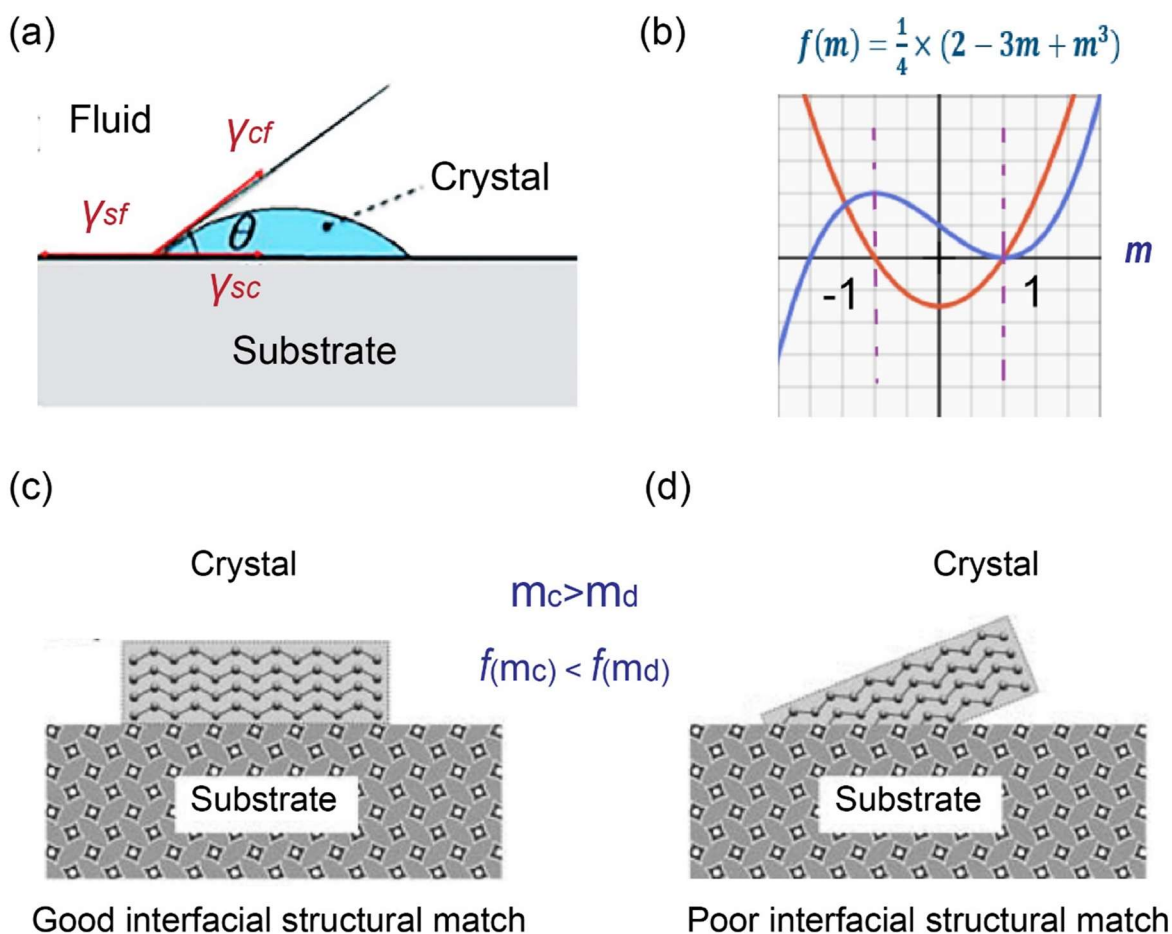 (a)
Fluid
γcf
Crystal
γsf
θ
γsc
Substrate
(b)
f(m) = 1/4 × (2 − 3m + m³)
m
-1
1
(c)
Crystal
Substrate
Good interfacial structural match
mc>md
f(mc) < f(md)
(d)
Crystal
Substrate
Poor interfacial structural match